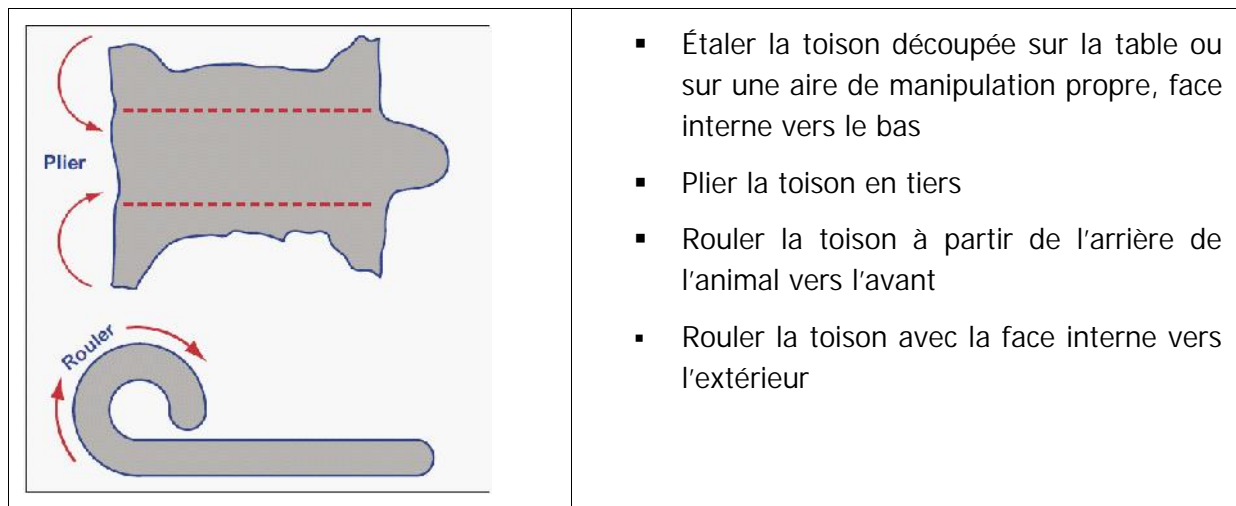 Plier
Rouler
▪ Étaler la toison découpée sur la table ou
sur une aire de manipulation propre, face
interne vers le bas
▪ Plier la toison en tiers
▪ Rouler la toison à partir de l'arrière de
l'animal vers l'avant
▪ Rouler la toison avec la face interne vers
l'extérieur